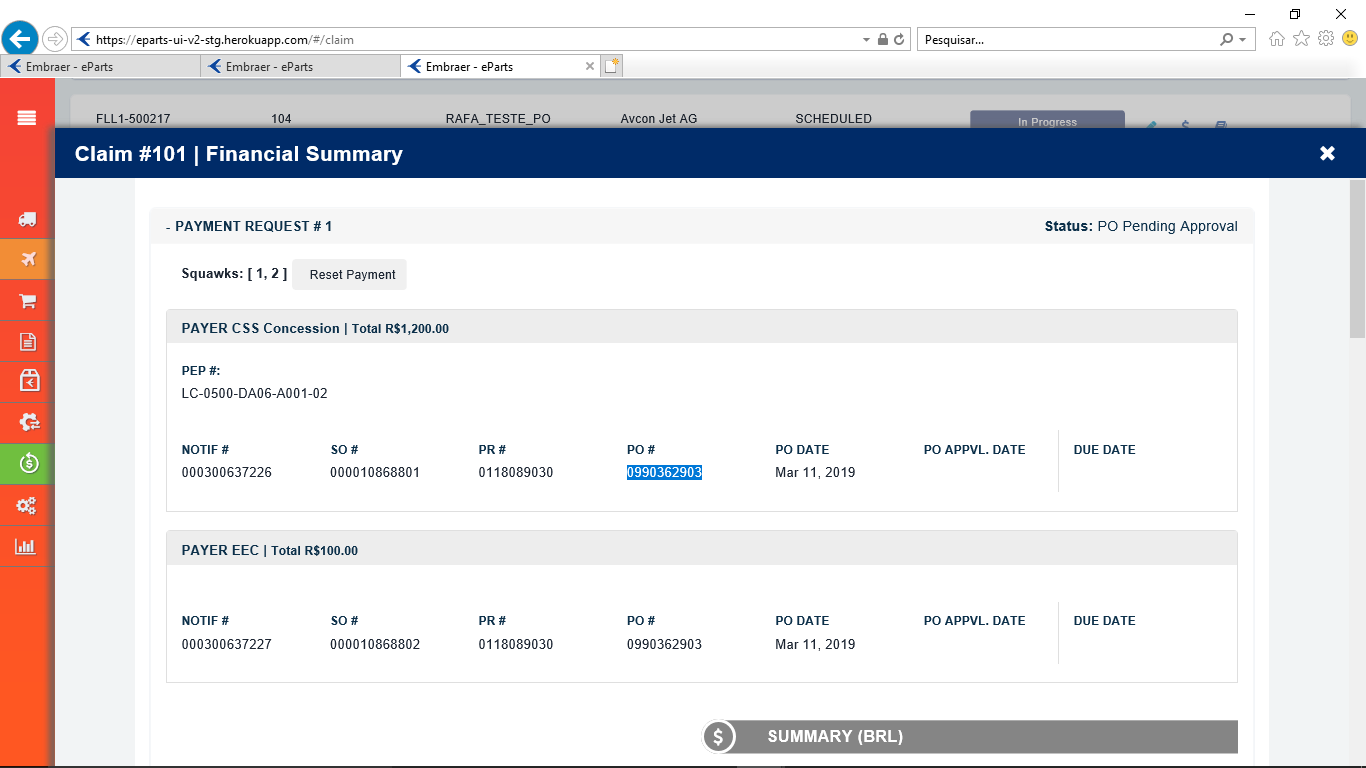 https://eparts-ui-v2-stg.herokuapp.com/#/claim
Pesquisar...
Embraer - eParts
Embraer - eParts
Embraer - eParts
FLL1-500217 104 RAFA_TESTE_PO Avcon Jet AG SCHEDULED In Progress
Claim #101 | Financial Summary
- PAYMENT REQUEST # 1 Status: PO Pending Approval
Squawks: [ 1, 2 ] Reset Payment
PAYER CSS Concession | Total R$1,200.00
PEP #:
LC-0500-DA06-A001-02
NOTIF # SO # PR # PO # PO DATE PO APPVL. DATE DUE DATE
000300637226 000010868801 0118089030 0990362903 Mar 11, 2019
PAYER EEC | Total R$100.00
NOTIF # SO # PR # PO # PO DATE PO APPVL. DATE DUE DATE
000300637227 000010868802 0118089030 0990362903 Mar 11, 2019
$ SUMMARY (BRL)